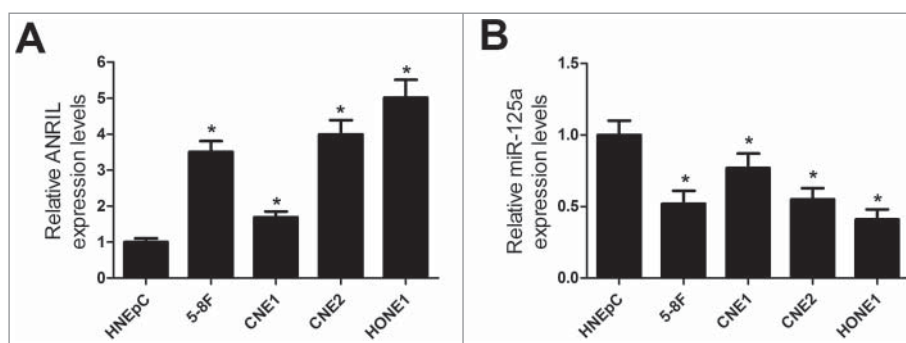 A
Relative ANRIL
expression levels
6
5
4
3
2
1
0
*
*
*
*
HNEpC
5-8F
CNE1
CNE2
HONE1
B
Relative miR-125a
expression levels
1.5
1.0
0.5
0.0
*
*
*
*
HNEpC
5-8F
CNE1
CNE2
HONE1